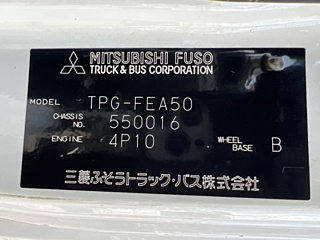 MITSUBISHI FUSO
TRUCK & BUS CORPORATION
MODEL TPG-FEA50
CHASSIS NO. 550016
ENGINE 4P10 WHEEL BASE B
三菱ふそうトラック・バス株式会社